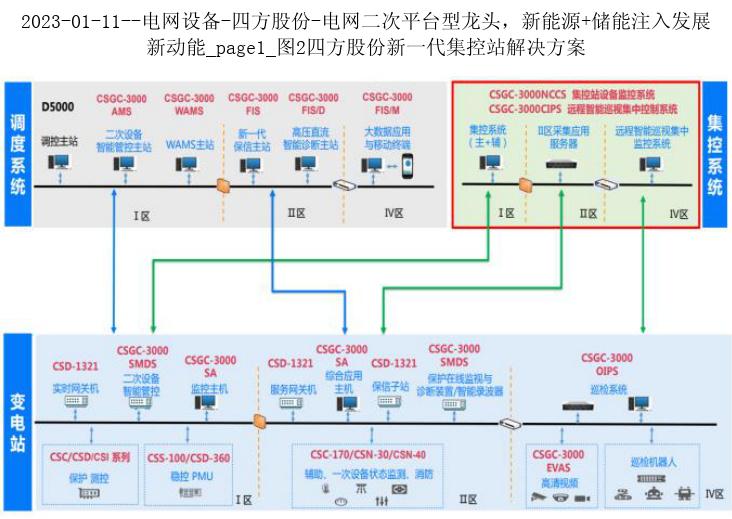 2023-01-11--电网设备-四方股份-电网二次平台型龙头，新能源+储能注入发展
新动能_page1_图2四方股份新一代集控站解决方案
调度系统
D5000
调控主站
CSGC-3000
AMS
二次设备
智能管控主站
CSGC-3000
WAMS
WAMS主站
CSGC-3000
FIS
新一代
保信主站
CSGC-3000
FIS/D
高压直流
智能诊断主站
CSGC-3000
FIS/M
大数据应用
与移动终端
I区
II区
IV区
CSGC-3000NCCS 集控站设备监控系统
CSGC-3000CIPS 远程智能巡视集中控制系统
集控系统
（主+辅）
II区采集应用
服务器
远程智能巡视集中
监控系统
I区
II区
IV区
集控系统
变电站
CSD-1321
实时网关机
CSGC-3000
SMDS
二次设备
智能管控
CSGC-3000
SA
监控主机
CSD-1321
服务网关机
CSGC-3000
SA
综合应用
主机
CSD-1321
保信子站
CSGC-3000
SMDS
保护在线监视与
诊断装置/智能录波器
CSGC-3000
OIPS
巡检系统
CSC/CSD/CSI 系列
保护 测控
CSS-100/CSD-360
稳控 PMU
I区
CSC-170/CSN-30/CSN-40
辅助、一次设备状态监测、消防
II区
CSGC-3000
EVAS
高清视频
巡检机器人
IV区